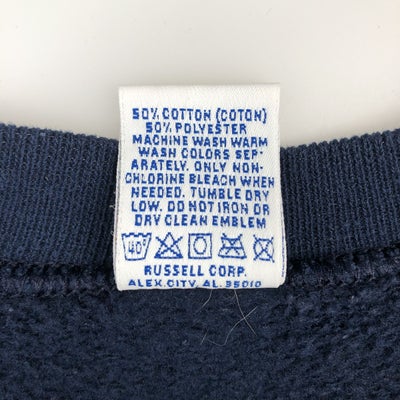 50% COTTON (COTON)
50% POLYESTER
MACHINE WASH WARM
WASH COLORS SEP-
ARATELY. ONLY NON-
CHLORINE BLEACH WHEN
NEEDED. TUMBLE DRY
LOW. DO NOT IRON OR
DRY CLEAN EMBLEM
40°
RUSSELL CORP.
ALEX. CITY, AL. 35010